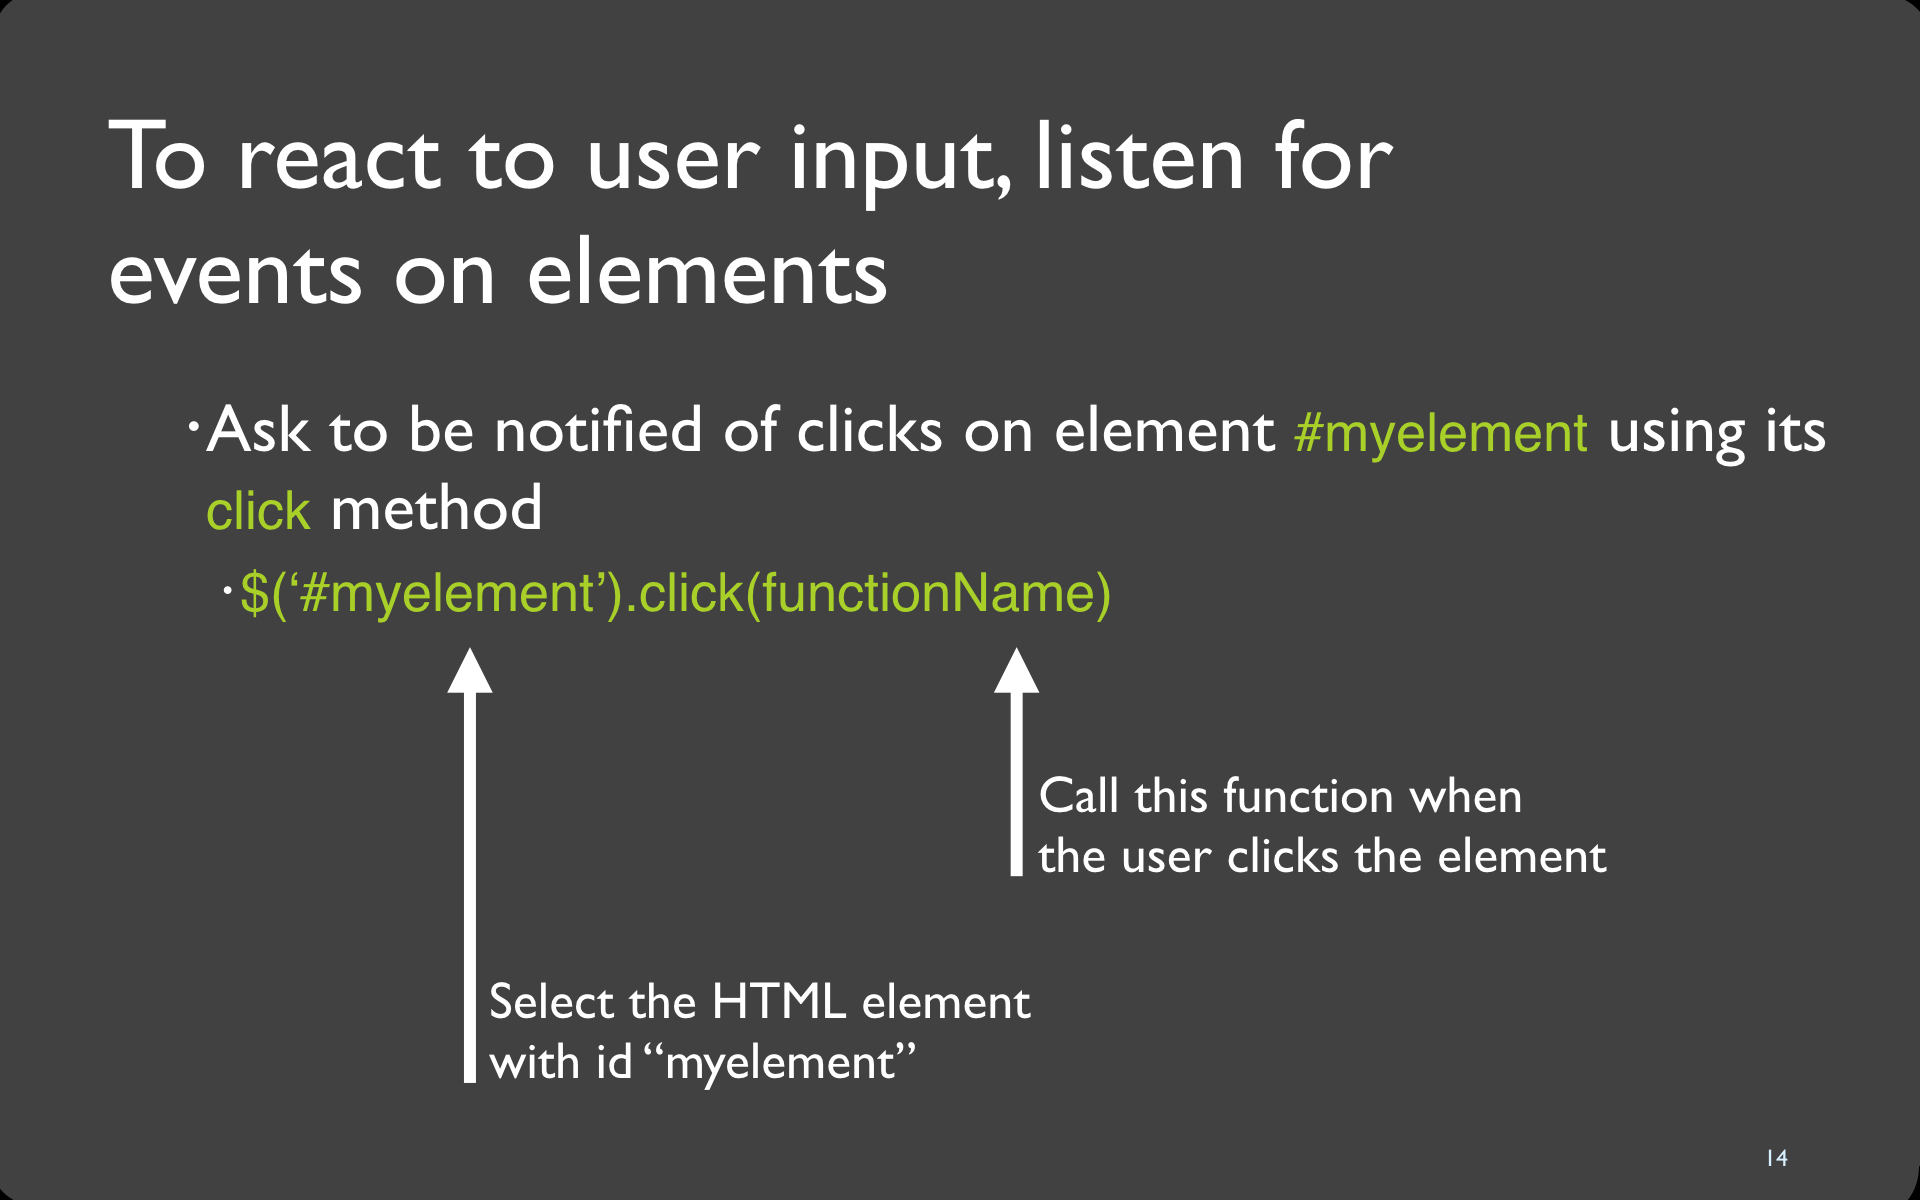 To react to user input, listen for
events on elements
·Ask to be notified of clicks on element #myelement using its
click method
·$(‘#myelement’).click(functionName)
Call this function when
the user clicks the element
Select the HTML element
with id “myelement”
14